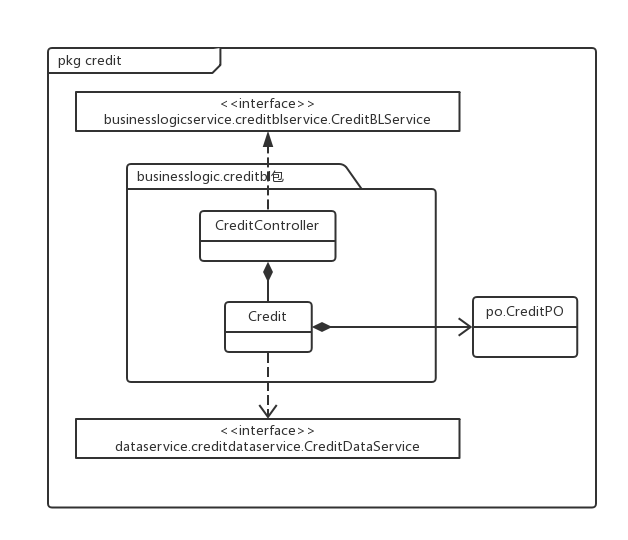 pkg credit
<<interface>>
businesslogicservice.creditblservice.CreditBLService
businesslogic.creditbl包
CreditController
Credit
po.CreditPO
<<interface>>
dataservice.creditdataservice.CreditDataService